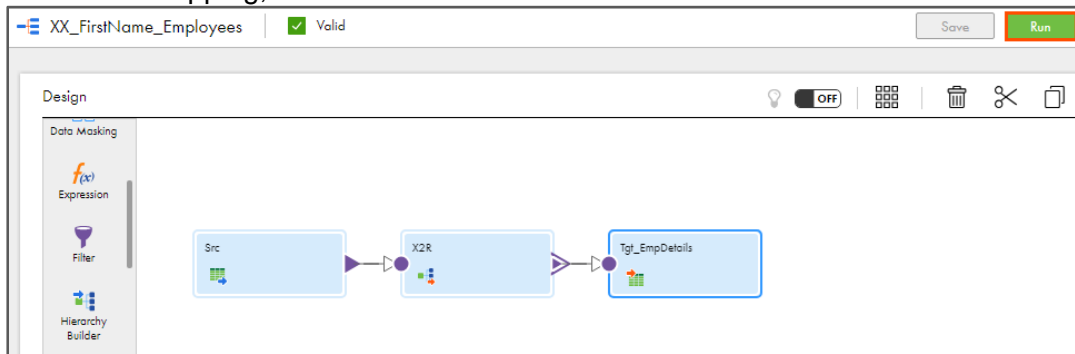 XX_FirstName_Employees Valid Save Run
Design OFF
Data Masking
f(x)
Expression
Filter
Hierarchy
Builder
Src X2R Tgt_EmpDetails